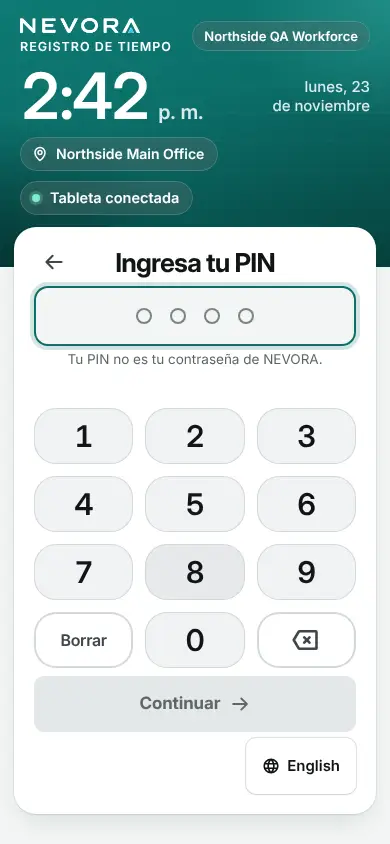 NEVORA
REGISTRO DE TIEMPO
Northside QA Workforce
2:42 p. m.
lunes, 23
de noviembre
Northside Main Office
Tableta conectada
Ingresa tu PIN
Tu PIN no es tu contraseña de NEVORA.
1 2 3
4 5 6
7 8 9
Borrar 0
Continuar
English